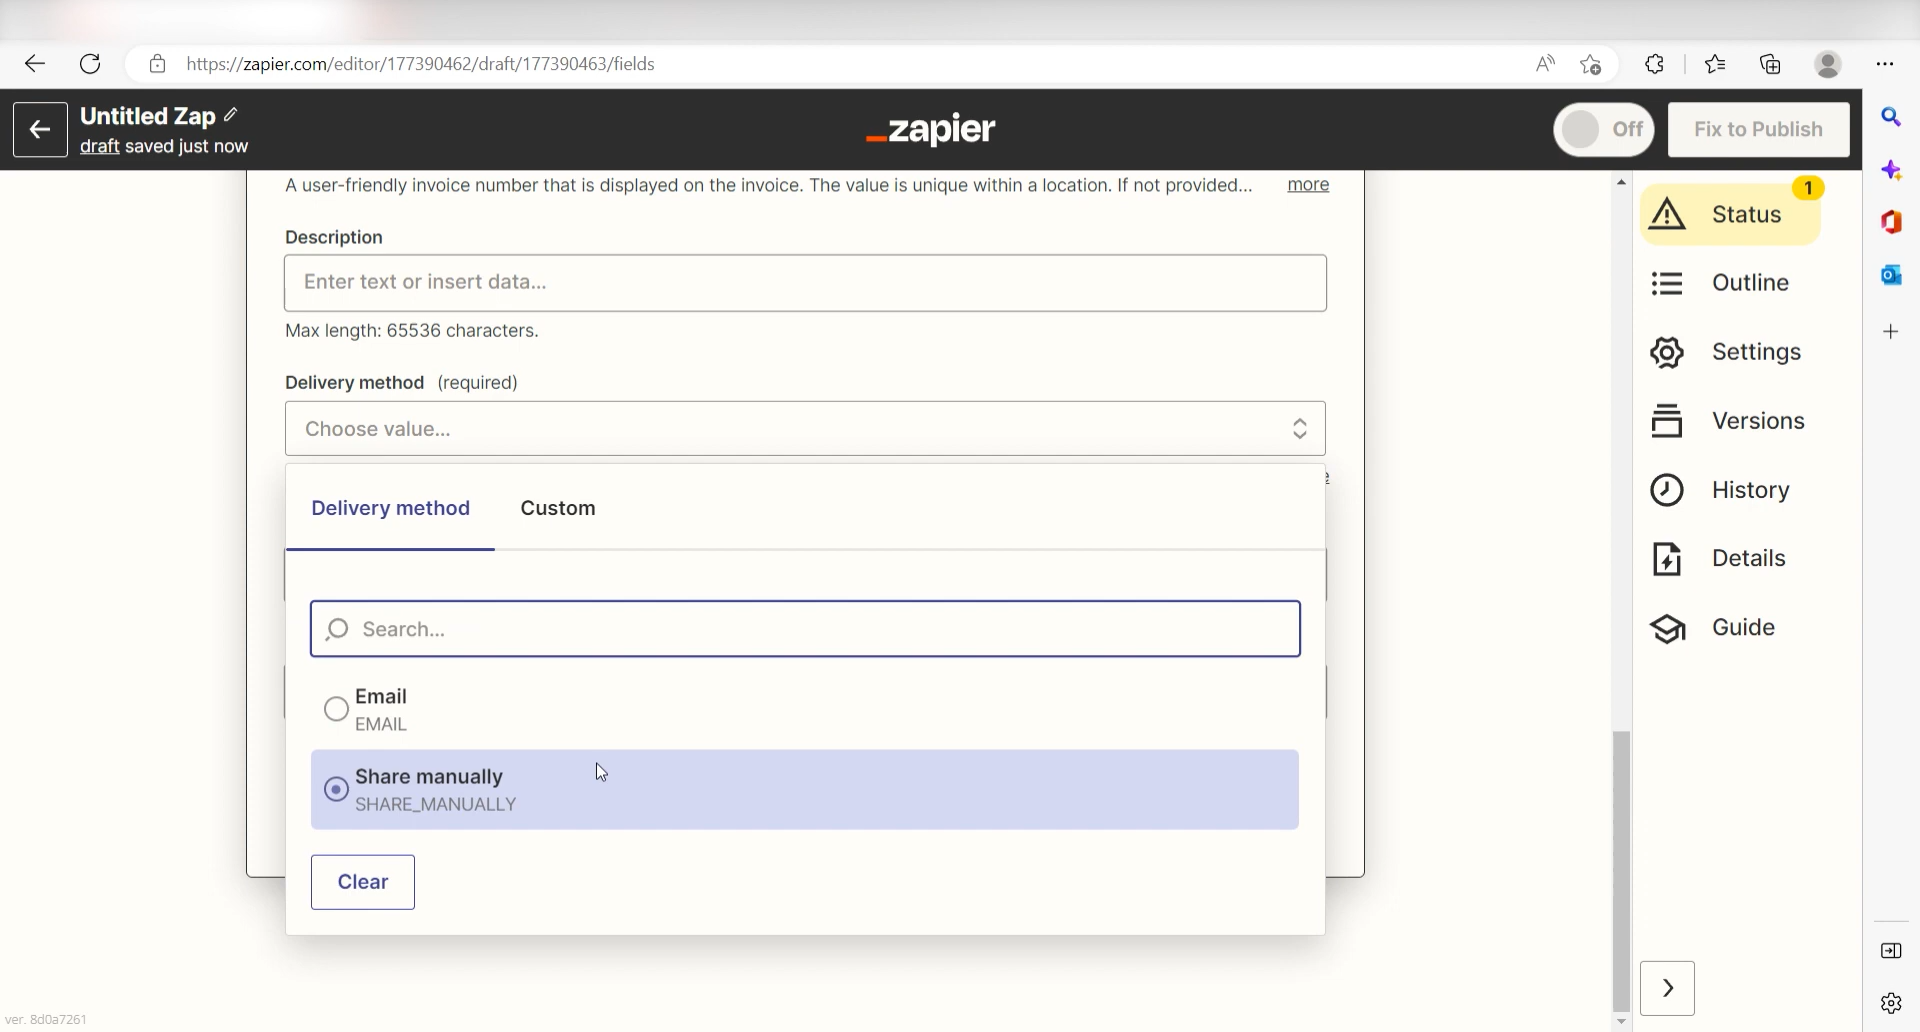 https://zapier.com/editor/177390462/draft/177390463/fields
Untitled Zap
draft saved just now
zapier
Off
Fix to Publish
A user-friendly invoice number that is displayed on the invoice. The value is unique within a location. If not provided...
more
Description
Enter text or insert data...
Max length: 65536 characters.
Delivery method (required)
Choose value...
Delivery method
Custom
Search...
Email
EMAIL
Share manually
SHARE_MANUALLY
Clear
1
Status
Outline
Settings
Versions
History
Details
Guide
ver. 8d0a7261